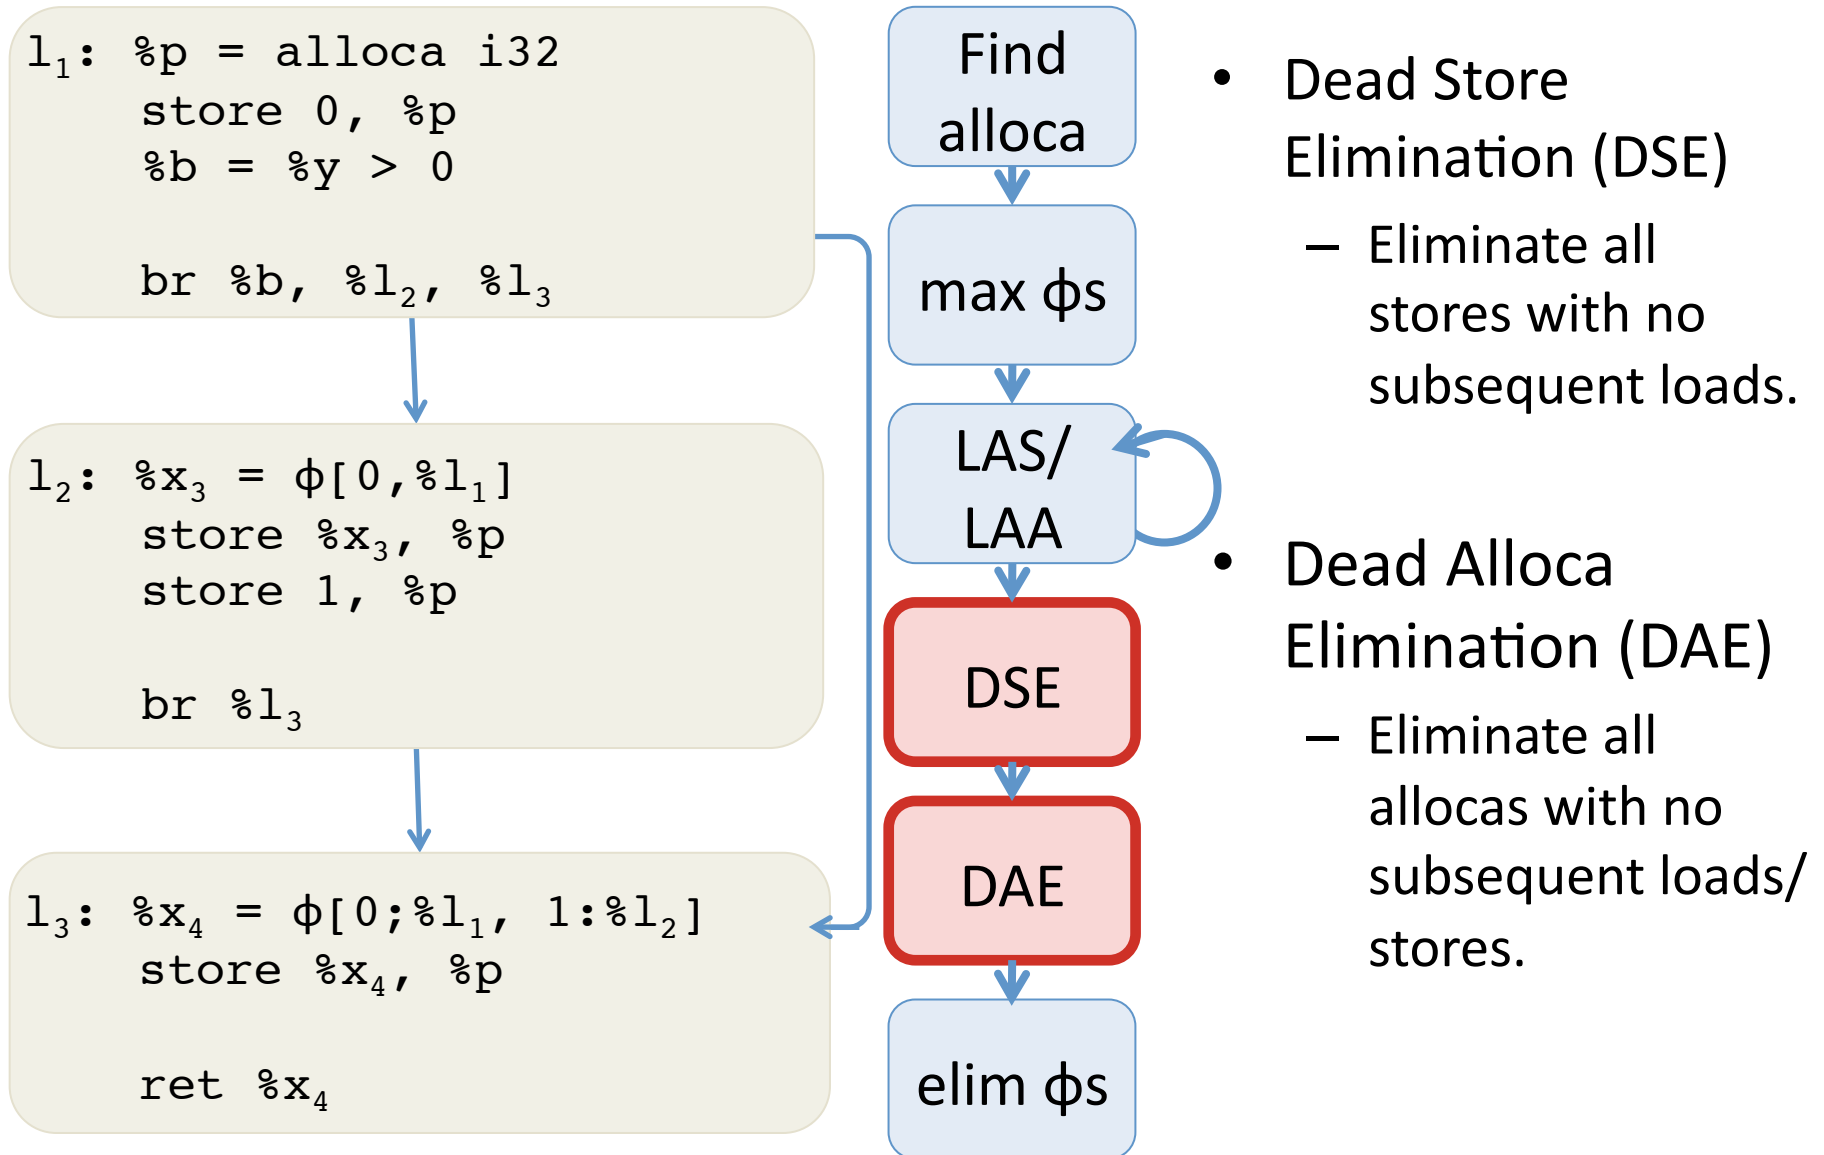 l₁: %p = alloca i32
store 0, %p
%b = %y > 0
br %b, %l₂, %l₃
l₂: %x₃ = ϕ[0,%l₁]
store %x₃, %p
store 1, %p
br %l₃
l₃: %x₄ = ϕ[0;%l₁, 1:%l₂]
store %x₄, %p
ret %x₄
Find
alloca
max ϕs
LAS/
LAA
DSE
DAE
elim ϕs
• Dead Store
Elimination (DSE)
– Eliminate all
stores with no
subsequent loads.
• Dead Alloca
Elimination (DAE)
– Eliminate all
allocas with no
subsequent loads/
stores.